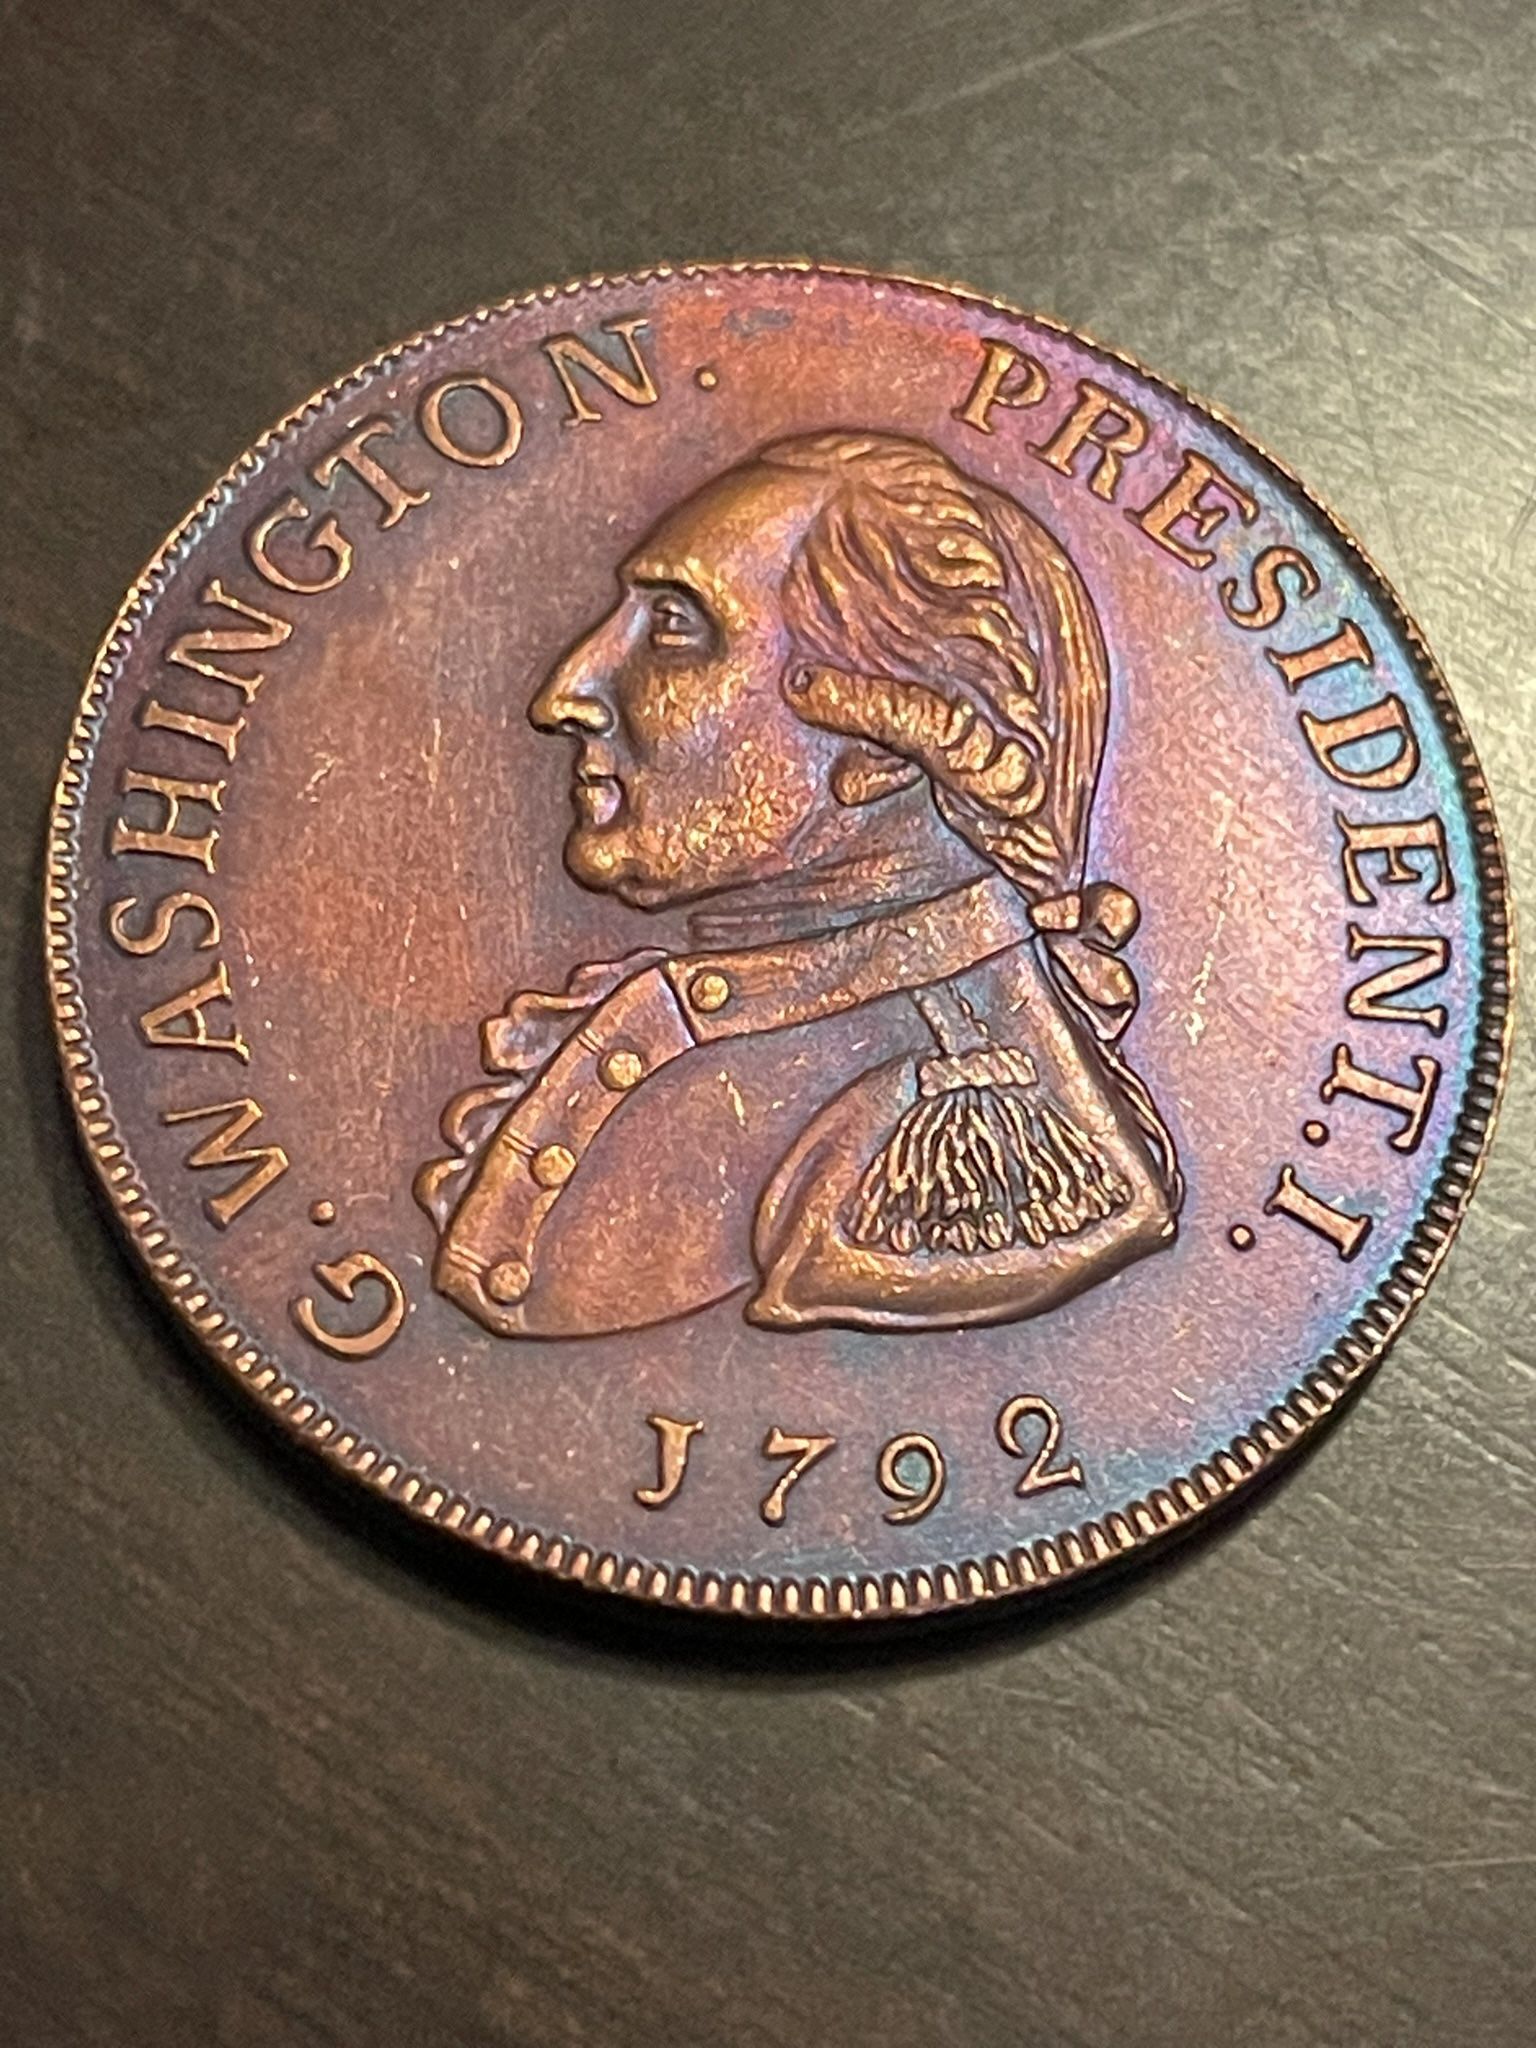 G. WASHINGTON. PRESIDENT. I.
J792